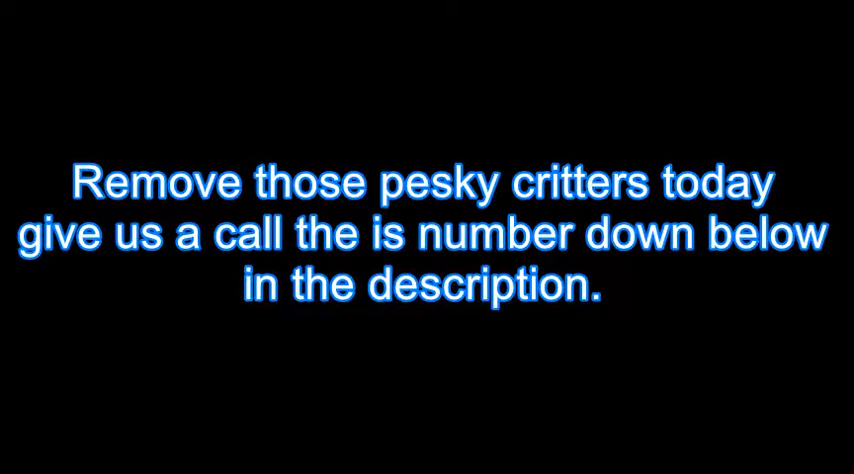 Remove those pesky critters today
give us a call the is number down below
in the description.